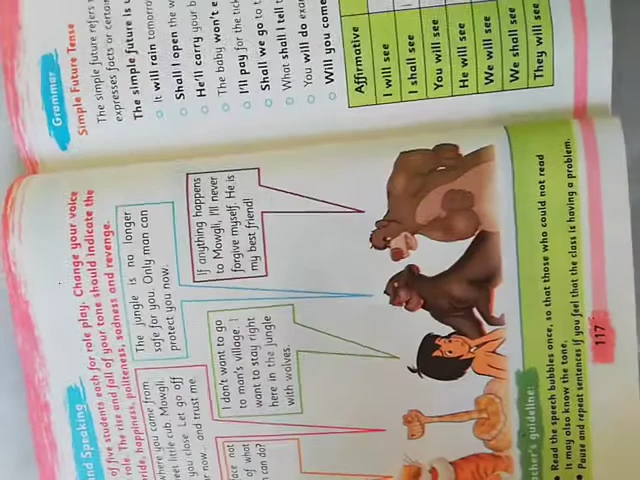 Grammar
Simple Future Tense
The simple future refers
expresses facts or certain
The simple future is
It will rain tomorro
Shall I open the w
He'll carry your b
The baby won't e
I'll pay for the tick
Shall we go to t
What shall I tell
You will do exam
Will you come
Affirmative
I will see
I shall see
You will see
He will see
We will see
We shall see
They will see
and Speaking
of five students each for role play. Change your voice
role. The rise and fall of your tone should indicate the
ride, happiness, politeness, sadness and revenge.
where you came from
eet little cub, Mowgli.
you close. Let go off
r now... and trust me.
The jungle is no longer
safe for you. Only man can
protect you now.
If anything happens
to Mowgli, I'll never
forgive myself. He is
my best friend!
lace not
of what
n can do?
I don't want to go
to man's village. I
want to stay right
here in the jungle
with wolves.
cher's guideline:
Read the speech bubbles once, so that those who could not read
it may also know the tone.
Pause and repeat sentences if you feel that the class is having a problem.
117